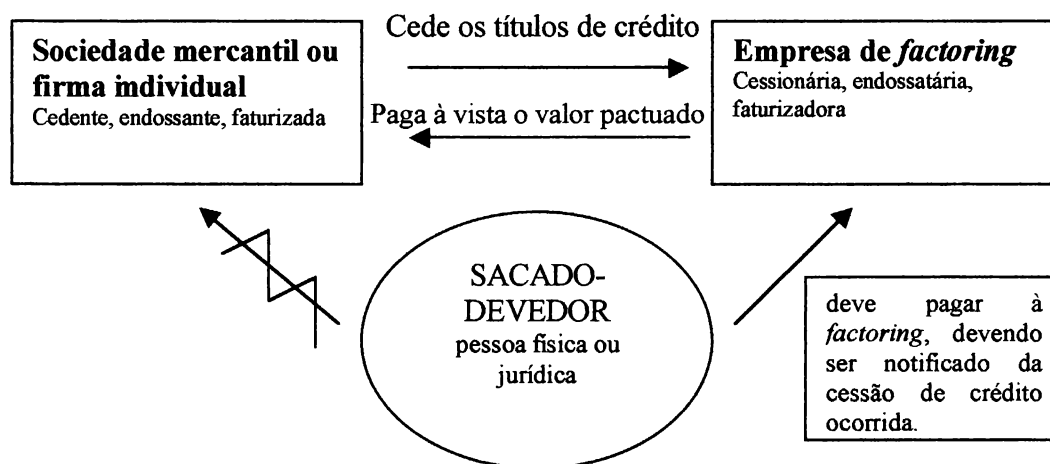 Sociedade mercantil ou
firma individual
Cedente, endossante, faturizada
Cede os títulos de crédito
Paga à vista o valor pactuado
Empresa de factoring
Cessionária, endossatária,
faturizadora
SACADO-
DEVEDOR
pessoa física ou
jurídica
deve pagar à
factoring, devendo
ser notificado da
cessão de crédito
ocorrida.